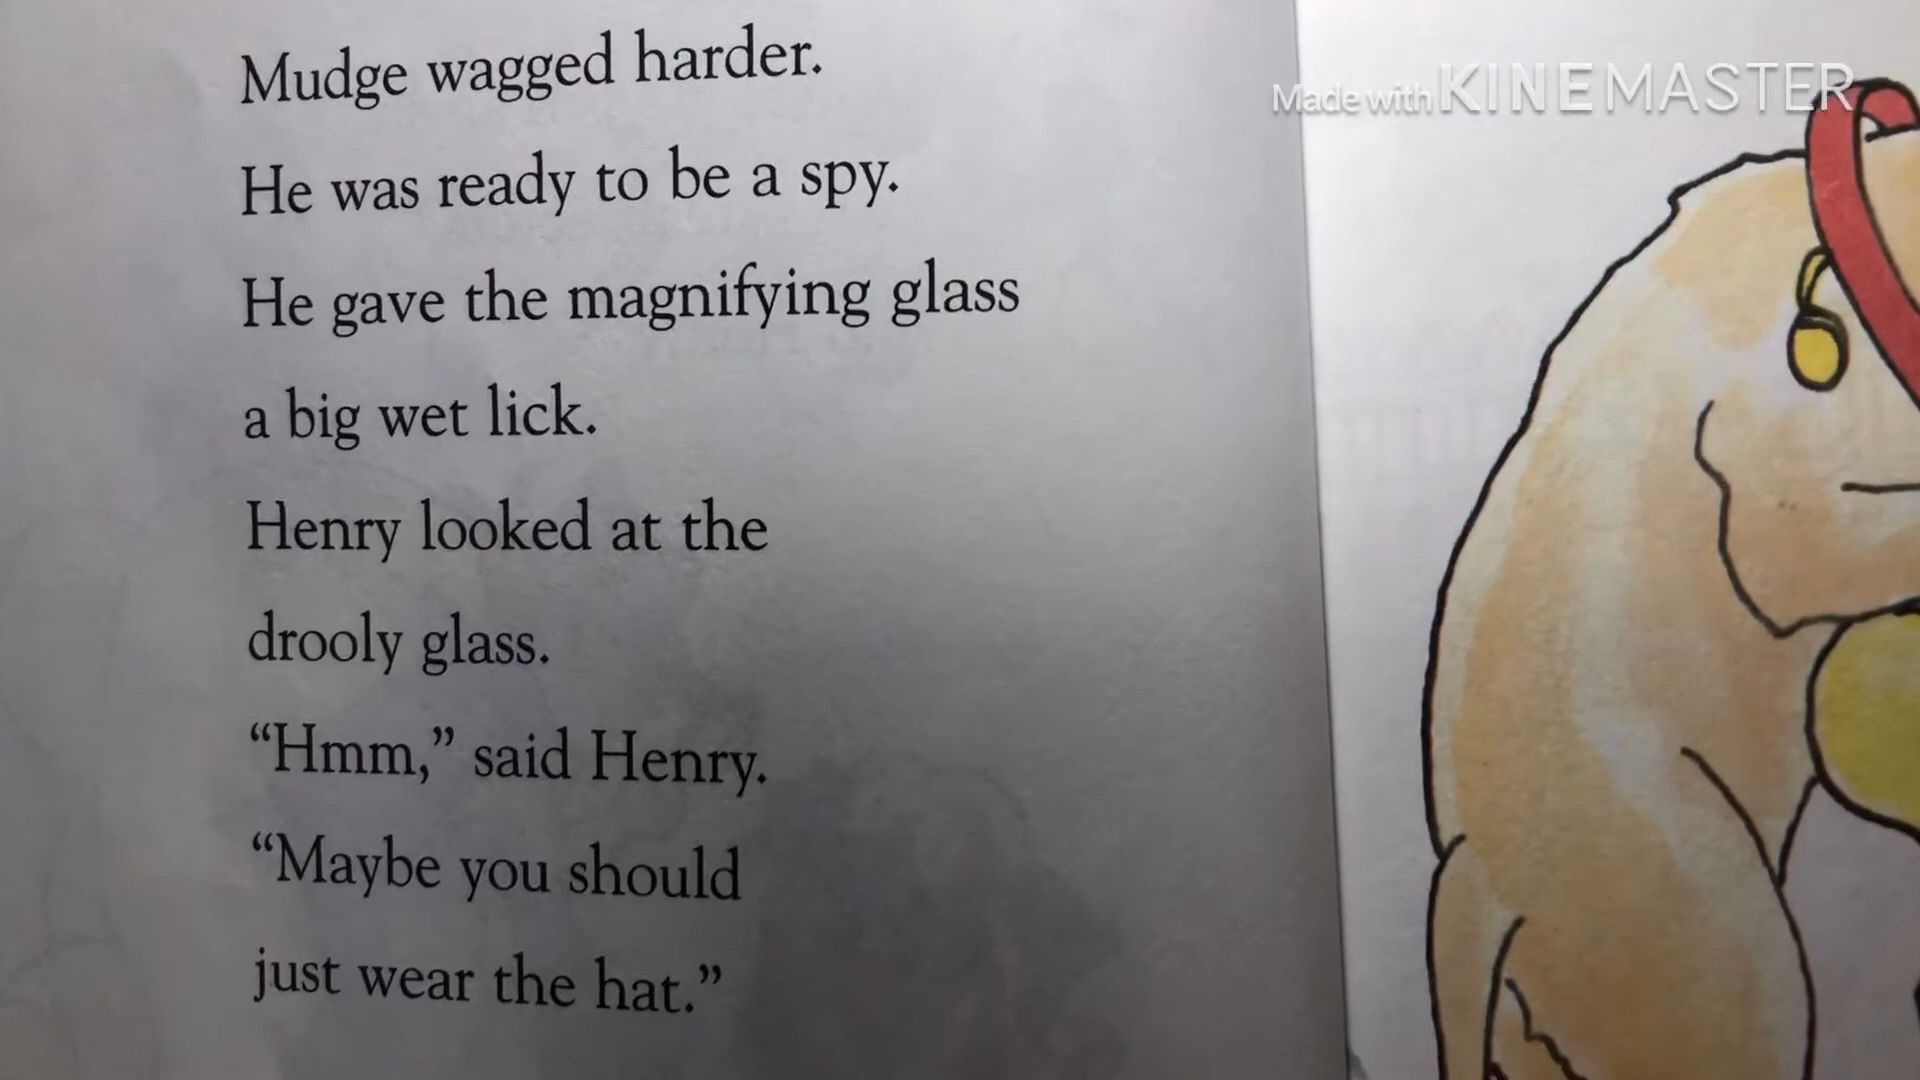 Mudge wagged harder.
He was ready to be a spy.
He gave the magnifying glass
a big wet lick.
Henry looked at the
drooly glass.
“Hmm,” said Henry.
“Maybe you should
just wear the hat.”
Made with KINEMASTER